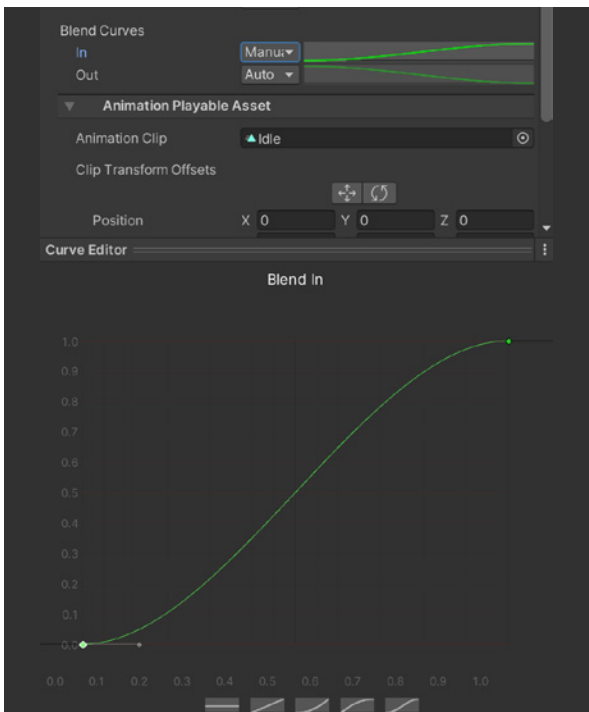 Blend Curves
In Manua
Out Auto
Animation Playable Asset
Animation Clip Idle
Clip Transform Offsets
Position X 0 Y 0 Z 0
Curve Editor
Blend In
1.0
0.9
0.8
0.7
0.6
0.5
0.4
0.3
0.2
0.1
0.0
0.0 0.1 0.2 0.3 0.4 0.5 0.6 0.7 0.8 0.9 1.0